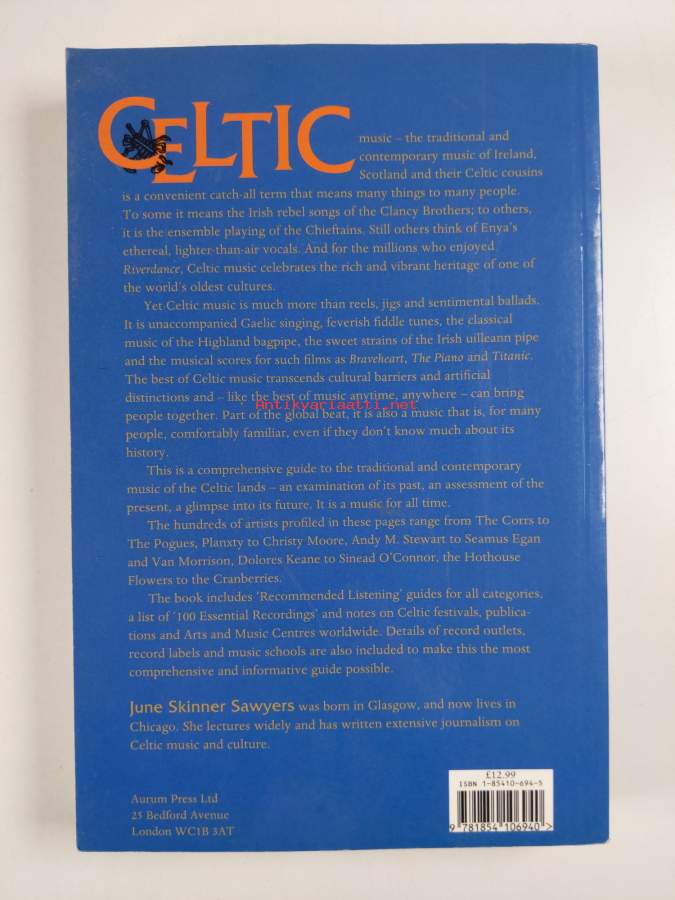 CELTIC
music – the traditional and
contemporary music of Ireland,
Scotland and their Celtic cousins
is a convenient catch-all term that means many things to many people.
To some it means the Irish rebel songs of the Clancy Brothers; to others,
it is the ensemble playing of the Chieftains. Still others think of Enya's
ethereal, lighter-than-air vocals. And for the millions who enjoyed
Riverdance, Celtic music celebrates the rich and vibrant heritage of one of
the world's oldest cultures.
Yet Celtic music is much more than reels, jigs and sentimental ballads.
It is unaccompanied Gaelic singing, feverish fiddle tunes, the classical
music of the Highland bagpipe, the sweet strains of the Irish uilleann pipe
and the musical scores for such films as Braveheart, The Piano and Titanic.
The best of Celtic music transcends cultural barriers and artificial
distinctions and – like the best of music anytime, anywhere – can bring
Antikvariaatti.net
people together. Part of the global beat, it is also a music that is, for many
people, comfortably familiar, even if they don't know much about its
history.
This is a comprehensive guide to the traditional and contemporary
music of the Celtic lands – an examination of its past, an assessment of the
present, a glimpse into its future. It is a music for all time.
The hundreds of artists profiled in these pages range from The Corrs to
The Pogues, Planxty to Christy Moore, Andy M. Stewart to Seamus Egan
and Van Morrison, Dolores Keane to Sinead O'Connor, the Hothouse
Flowers to the Cranberries.
The book includes 'Recommended Listening' guides for all categories,
a list of '100 Essential Recordings' and notes on Celtic festivals, publica-
tions and Arts and Music Centres worldwide. Details of record outlets,
record labels and music schools are also included to make this the most
comprehensive and informative guide possible.
June Skinner Sawyers was born in Glasgow, and now lives in
Chicago. She lectures widely and has written extensive journalism on
Celtic music and culture.
£12.99
ISBN 1-85410-694-5
9 781854 106940 >
Aurum Press Ltd
25 Bedford Avenue
London WC1B 3AT